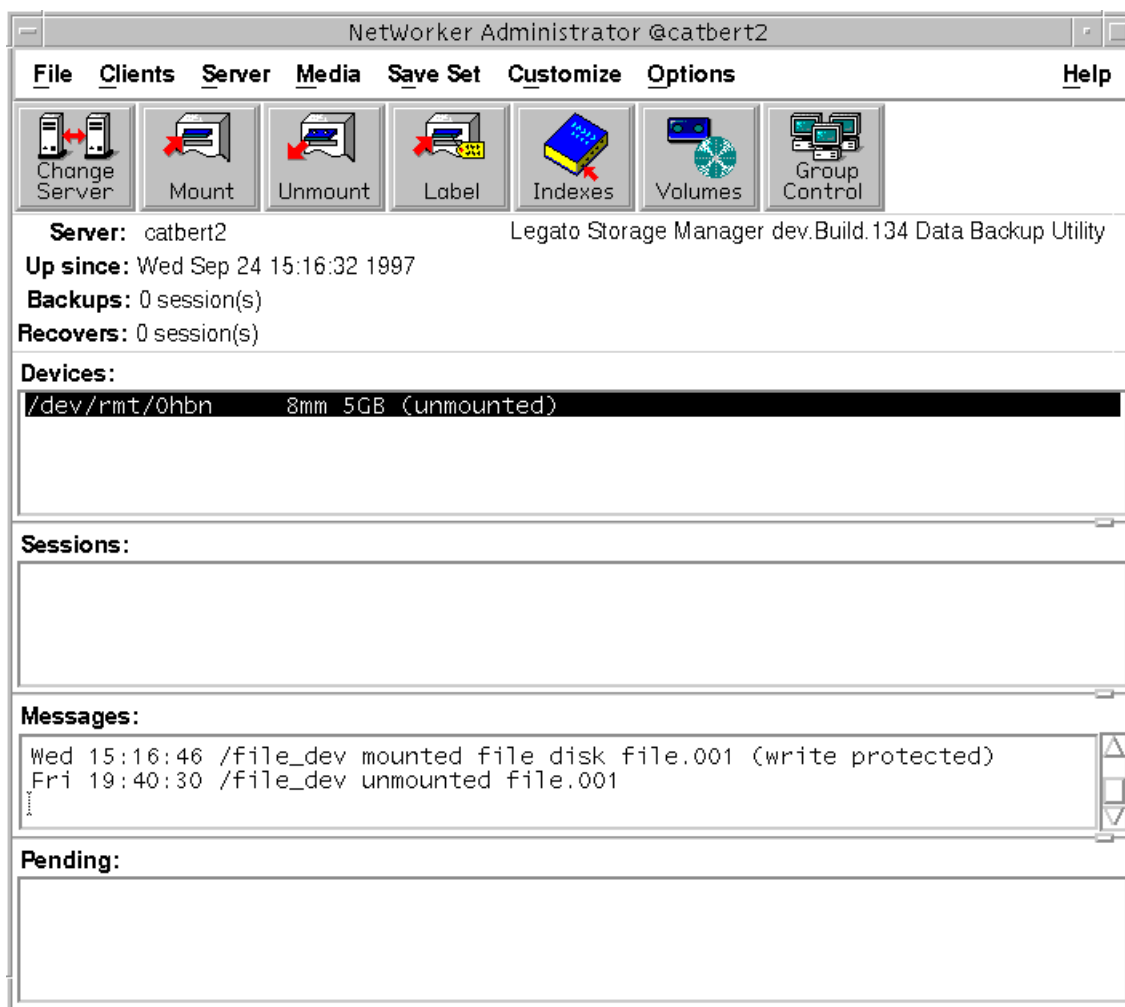 NetWorker Administrator @catbert2
File Clients Server Media Save Set Customize Options Help
Change Server
Mount
Unmount
Label
Indexes
Volumes
Group Control
Server: catbert2 Legato Storage Manager dev.Build.134 Data Backup Utility
Up since: Wed Sep 24 15:16:32 1997
Backups: 0 session(s)
Recovers: 0 session(s)
Devices:
/dev/rmt/0hbn 8mm 5GB (unmounted)
Sessions:
Messages:
Wed 15:16:46 /file_dev mounted file disk file.001 (write protected)
Fri 19:40:30 /file_dev unmounted file.001
Pending: